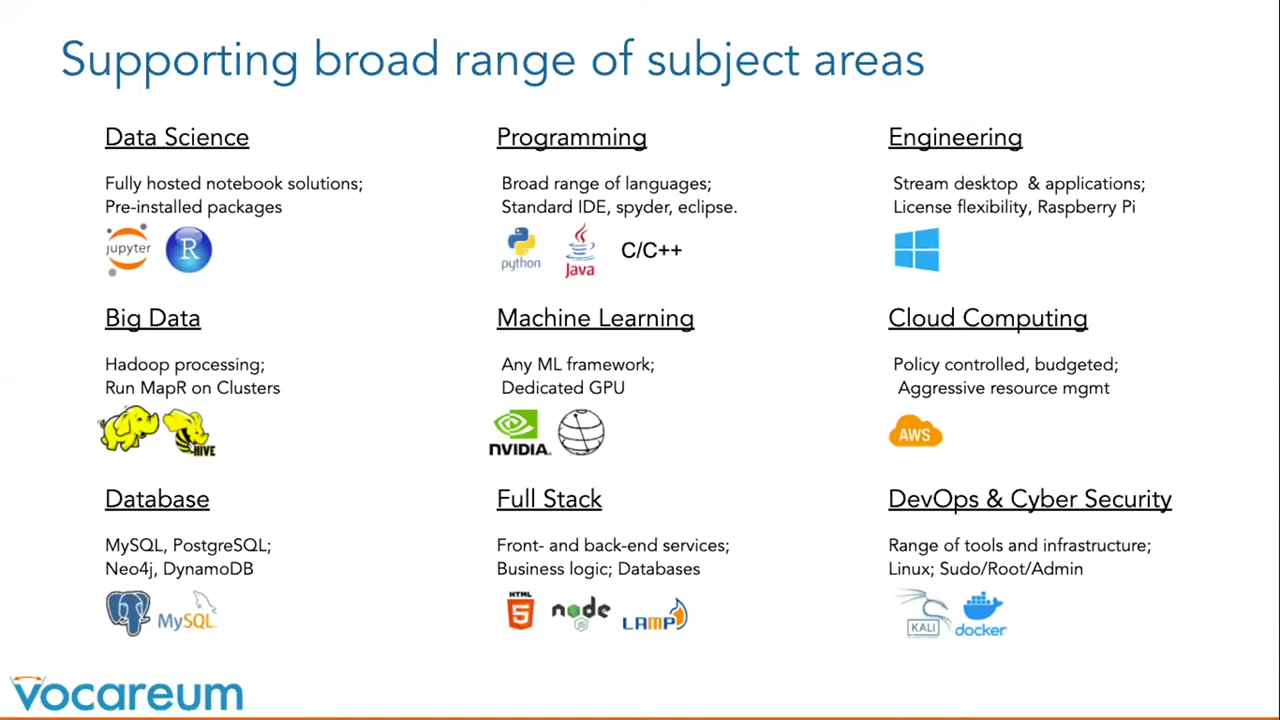 Supporting broad range of subject areas
Data Science
Fully hosted notebook solutions;
Pre-installed packages
jupyter
R
Programming
Broad range of languages;
Standard IDE, spyder, eclipse.
python
Java
C/C++
Engineering
Stream desktop & applications;
License flexibility, Raspberry Pi
Big Data
Hadoop processing;
Run MapR on Clusters
HIVE
Machine Learning
Any ML framework;
Dedicated GPU
NVIDIA.
Cloud Computing
Policy controlled, budgeted;
Aggressive resource mgmt
AWS
Database
MySQL, PostgreSQL;
Neo4j, DynamoDB
MySQL
Full Stack
Front- and back-end services;
Business logic; Databases
HTML
5
node
JS
LAMP
DevOps & Cyber Security
Range of tools and infrastructure;
Linux; Sudo/Root/Admin
KALI
docker
vocareum